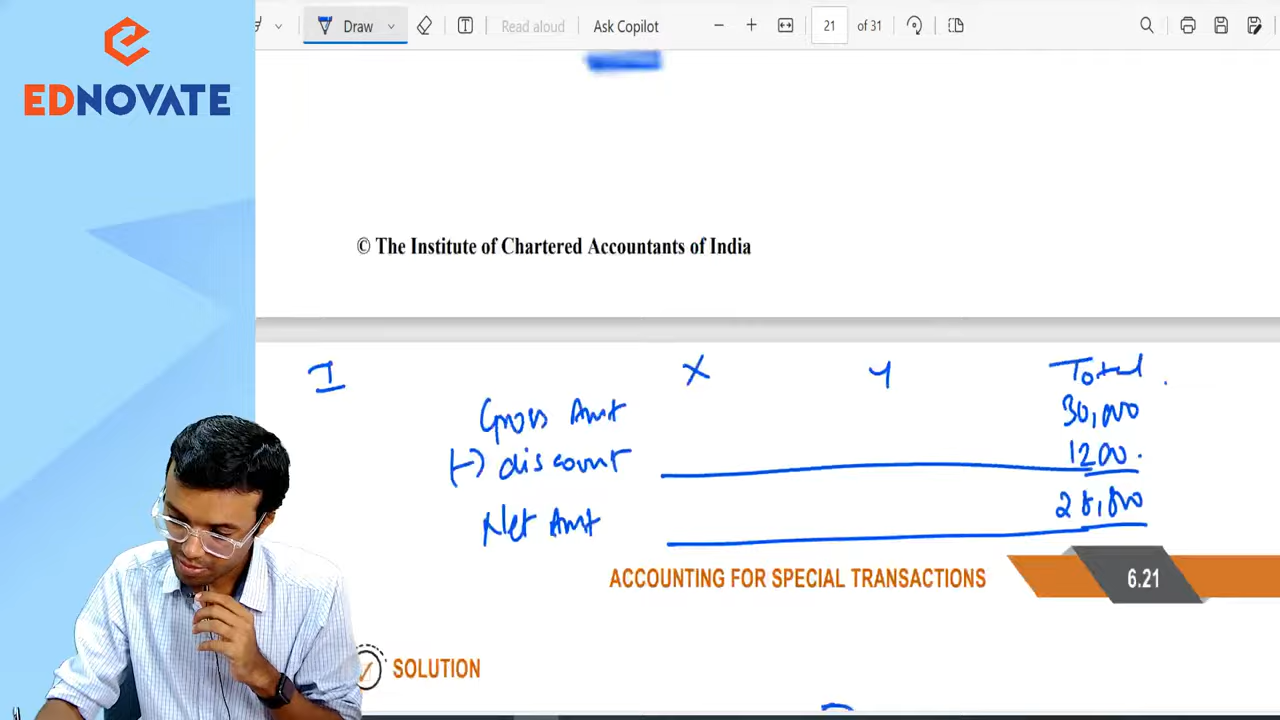 Draw
Read aloud
Ask Copilot
21 of 31
EDNOVATE
© The Institute of Chartered Accountants of India
I X Y Total
Gross Amt 30,000
(-) discount 1200
Net Amt 28,800
ACCOUNTING FOR SPECIAL TRANSACTIONS 6.21
SOLUTION